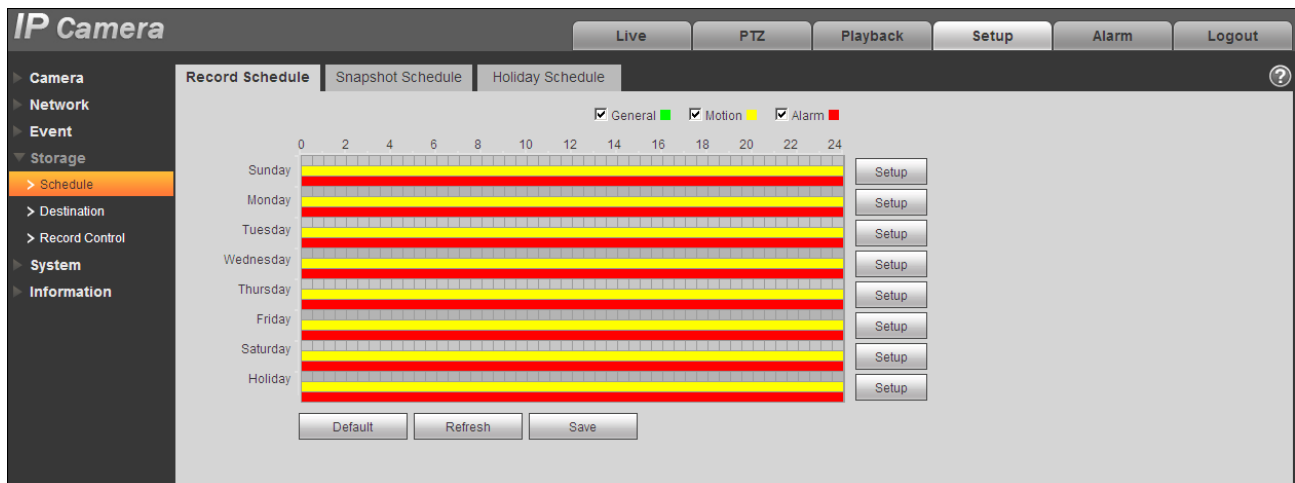 IP Camera
Live PTZ Playback Setup Alarm Logout
Camera
Network
Event
Storage
> Schedule
> Destination
> Record Control
System
Information
Record Schedule Snapshot Schedule Holiday Schedule ?
General Motion Alarm
0 2 4 6 8 10 12 14 16 18 20 22 24
Sunday Setup
Monday Setup
Tuesday Setup
Wednesday Setup
Thursday Setup
Friday Setup
Saturday Setup
Holiday Setup
Default Refresh Save